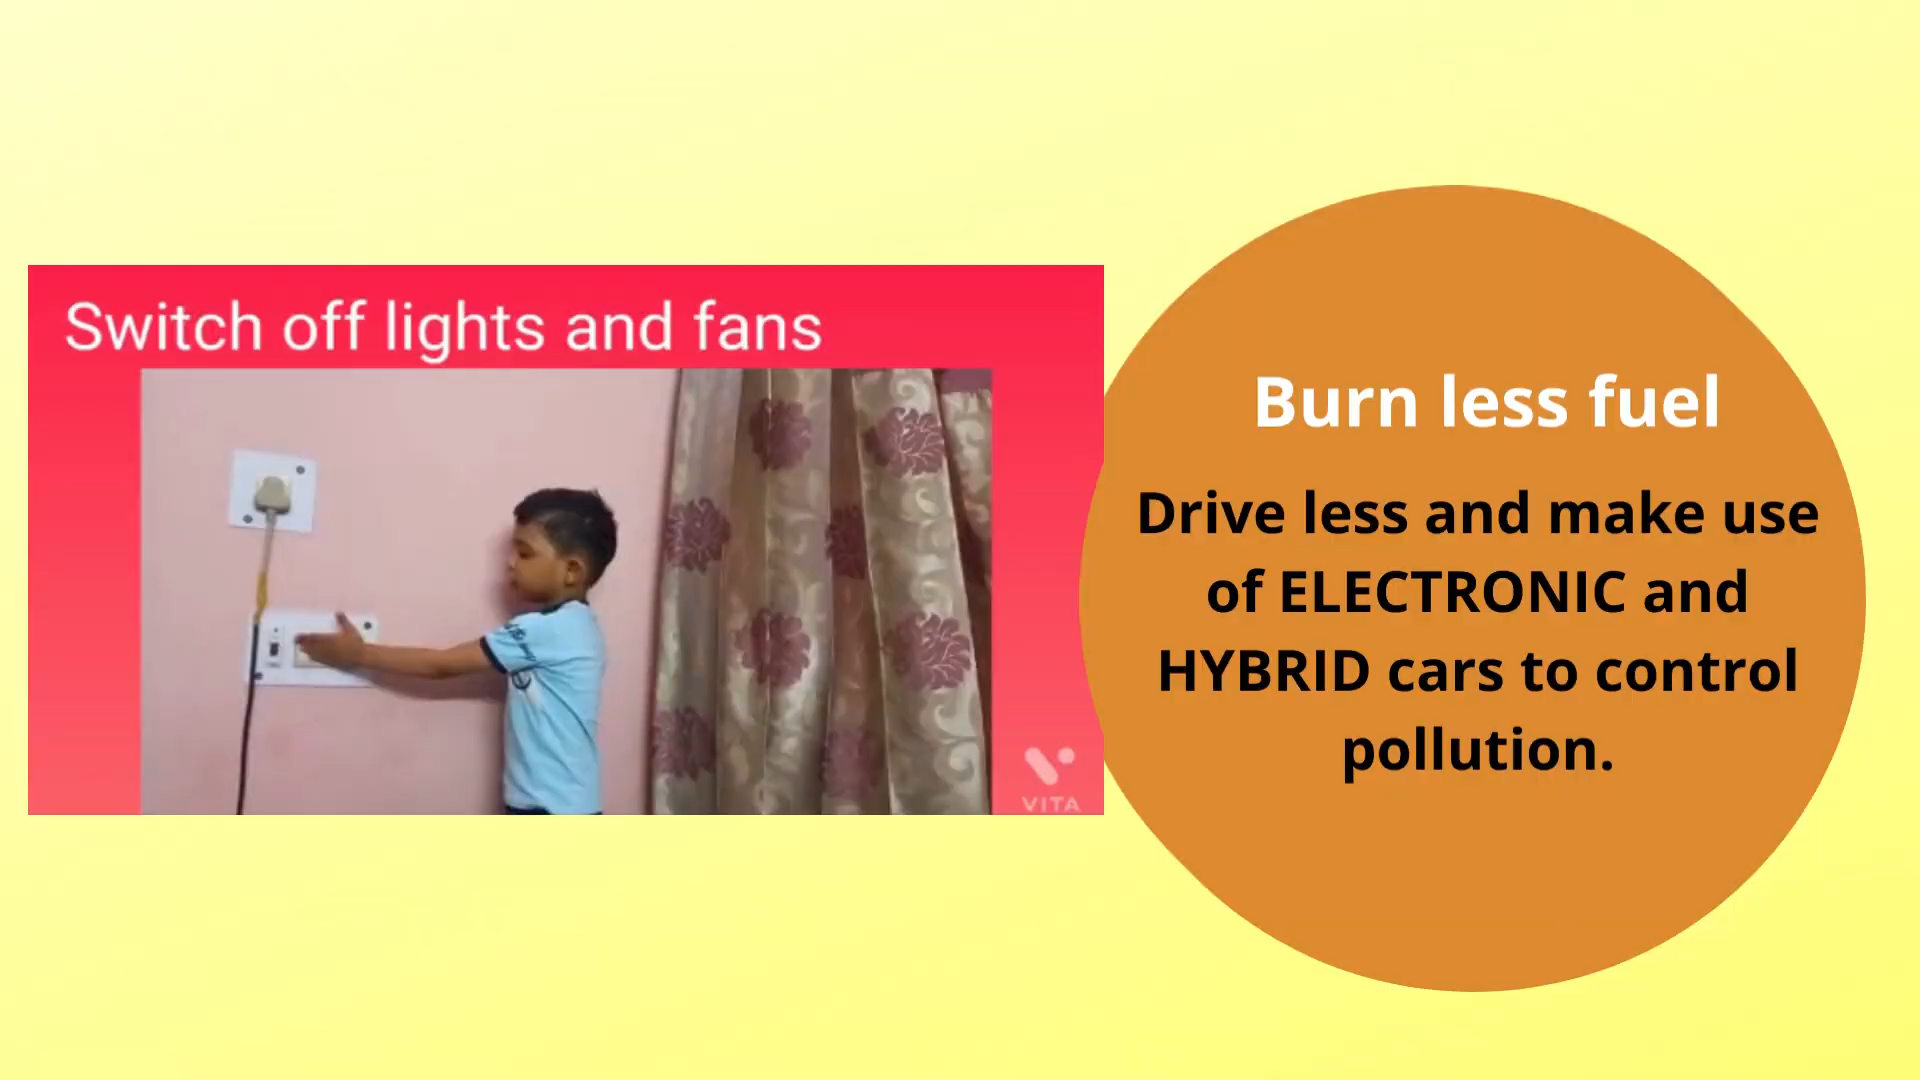 Switch off lights and fans
VITA
Burn less fuel
Drive less and make use
of ELECTRONIC and
HYBRID cars to control
pollution.